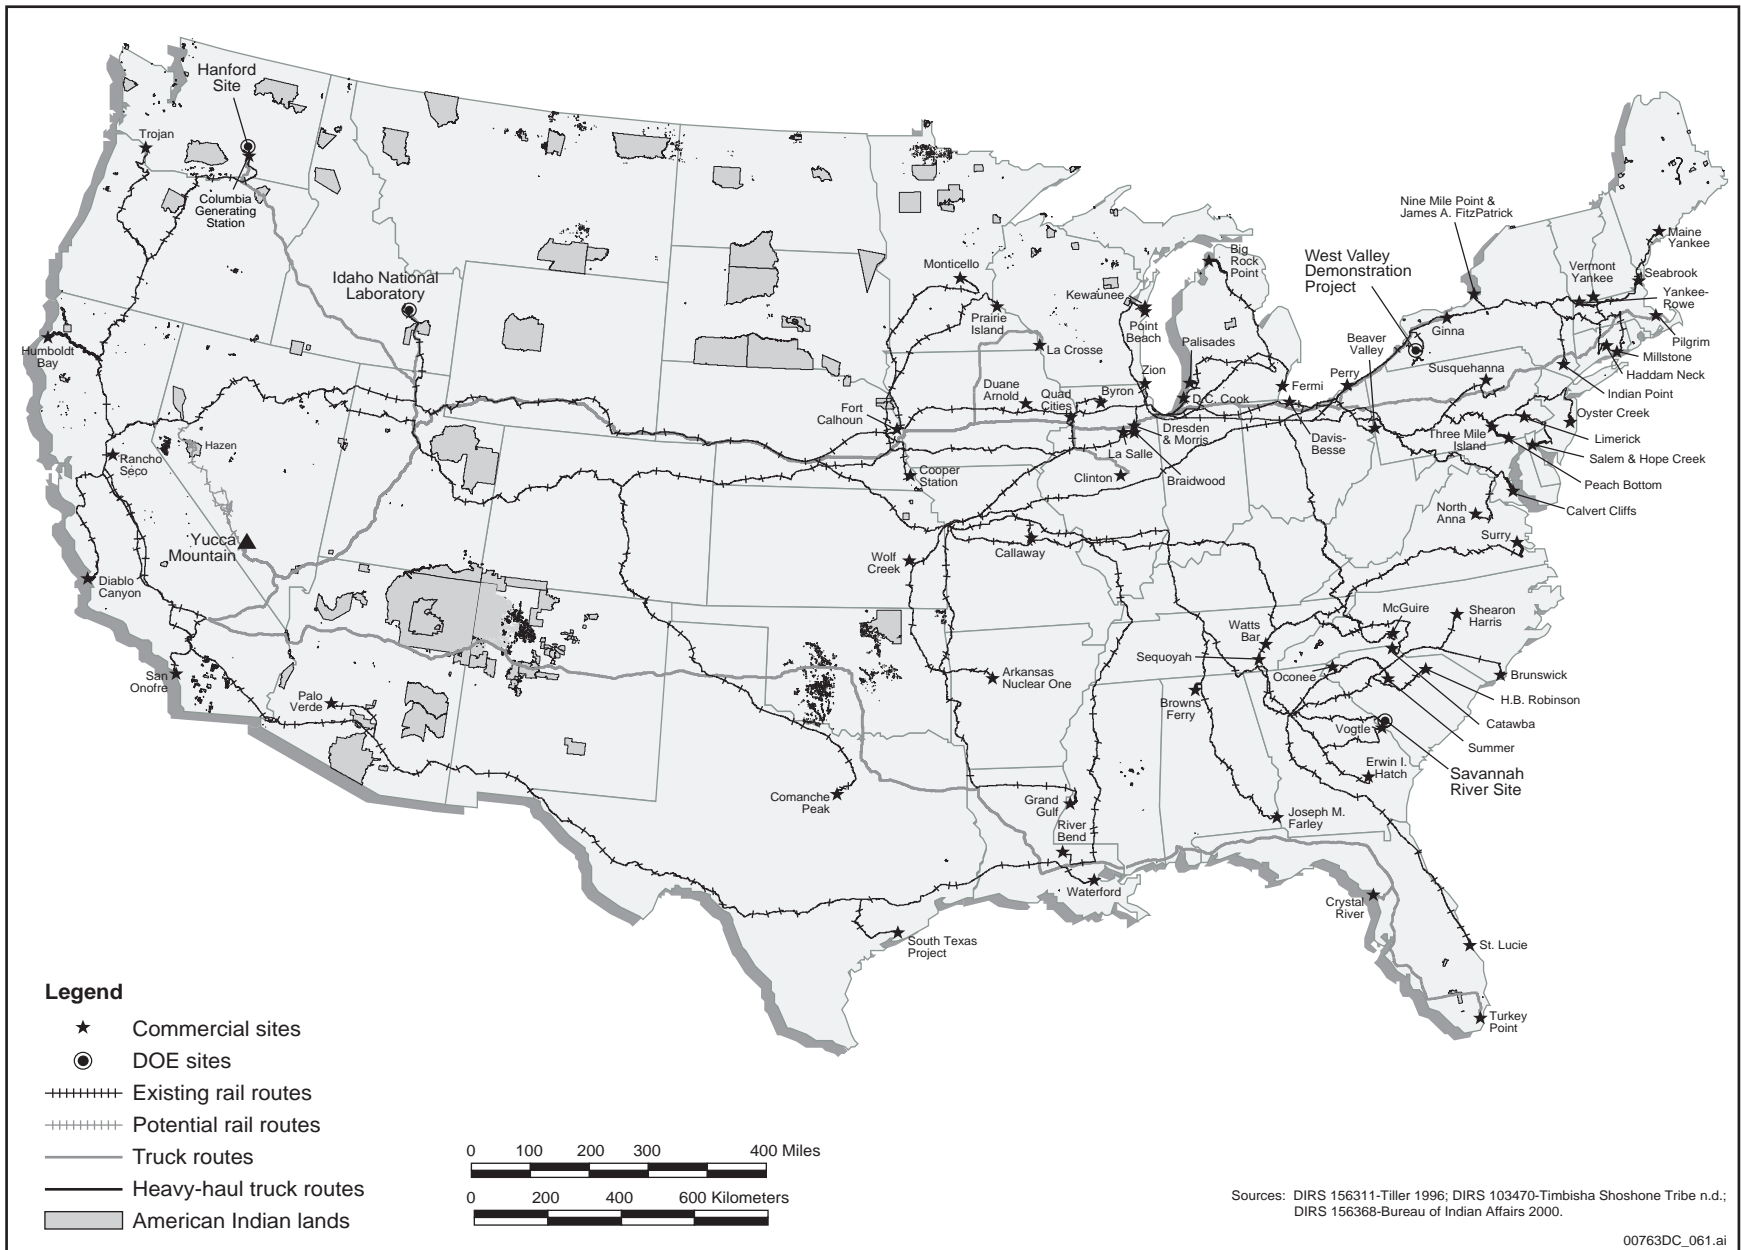 Hanford
Site
Trojan
Columbia
Generating
Station
Idaho National
Laboratory
Humboldt
Bay
Hazen
Rancho
Seco
Yucca
Mountain
Diablo
Canyon
San
Onofre
Palo
Verde
Monticello
Prairie
Island
La Crosse
Kewaunee
Point
Beach
Big
Rock
Point
Palisades
Zion
Duane
Arnold
Quad
Cities
Byron
D.C. Cook
Fermi
Fort
Calhoun
Dresden
& Morris
La Salle
Davis-
Besse
Cooper
Station
Clinton
Braidwood
Wolf
Creek
Callaway
Nine Mile Point &
James A. FitzPatrick
West Valley
Demonstration
Project
Maine
Yankee
Vermont
Yankee
Seabrook
Yankee-
Rowe
Ginna
Beaver
Valley
Perry
Susquehanna
Pilgrim
Millstone
Haddam Neck
Indian Point
Oyster Creek
Three Mile
Island
Limerick
Salem & Hope Creek
Peach Bottom
Calvert Cliffs
North
Anna
Surry
McGuire
Shearon
Harris
Watts
Bar
Sequoyah
Oconee
Brunswick
H.B. Robinson
Catawba
Summer
Browns
Ferry
Vogtle
Erwin I.
Hatch
Savannah
River Site
Arkansas
Nuclear One
Comanche
Peak
Grand
Gulf
River
Bend
Joseph M.
Farley
Waterford
Crystal
River
South Texas
Project
St. Lucie
Turkey
Point
Legend
Commercial sites
DOE sites
Existing rail routes
Potential rail routes
Truck routes
Heavy-haul truck routes
American Indian lands
0 100 200 300 400 Miles
0 200 400 600 Kilometers
Sources: DIRS 156311-Tiller 1996; DIRS 103470-Timbisha Shoshone Tribe n.d.;
DIRS 156368-Bureau of Indian Affairs 2000.
00763DC_061.ai